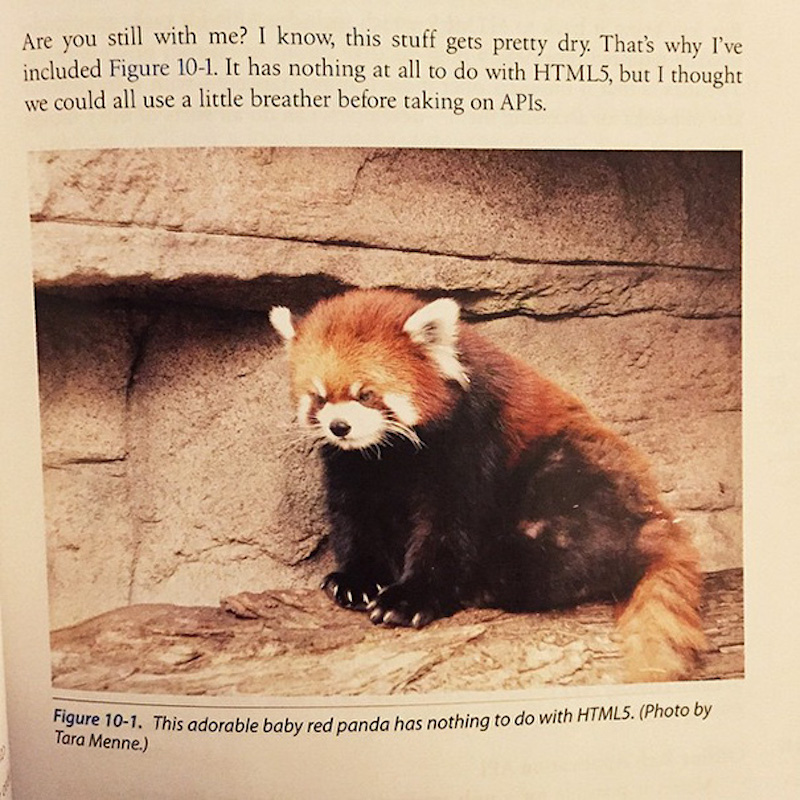 Are you still with me? I know, this stuff gets pretty dry. That's why I've
included Figure 10-1. It has nothing at all to do with HTML5, but I thought
we could all use a little breather before taking on APIs.
Figure 10-1. This adorable baby red panda has nothing to do with HTML5. (Photo by
Tara Menne.)